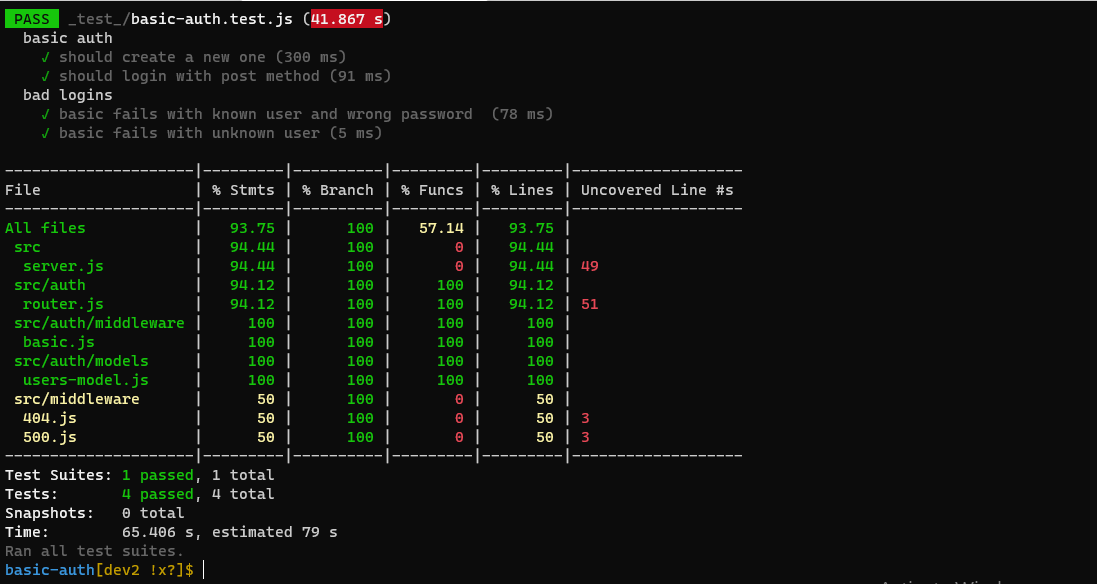 PASS _test_/basic-auth.test.js (41.867 s)
basic auth
✓ should create a new one (300 ms)
✓ should login with post method (91 ms)
bad logins
✓ basic fails with known user and wrong password  (78 ms)
✓ basic fails with unknown user (5 ms)
---------------------|---------|----------|---------|---------|-------------------
File                 | % Stmts | % Branch | % Funcs | % Lines | Uncovered Line #s
---------------------|---------|----------|---------|---------|-------------------
All files            |   93.75 |      100 |   57.14 |   93.75 |
 src                 |   94.44 |      100 |       0 |   94.44 |
  server.js          |   94.44 |      100 |       0 |   94.44 | 49
 src/auth            |   94.12 |      100 |     100 |   94.12 |
  router.js          |   94.12 |      100 |     100 |   94.12 | 51
 src/auth/middleware |     100 |      100 |     100 |     100 |
  basic.js           |     100 |      100 |     100 |     100 |
 src/auth/models     |     100 |      100 |     100 |     100 |
  users-model.js     |     100 |      100 |     100 |     100 |
 src/middleware      |      50 |      100 |       0 |      50 |
  404.js             |      50 |      100 |       0 |      50 | 3
  500.js             |      50 |      100 |       0 |      50 | 3
---------------------|---------|----------|---------|---------|-------------------
Test Suites: 1 passed, 1 total
Tests:       4 passed, 4 total
Snapshots:   0 total
Time:        65.406 s, estimated 79 s
Ran all test suites.
basic-auth[dev2 !x?]$